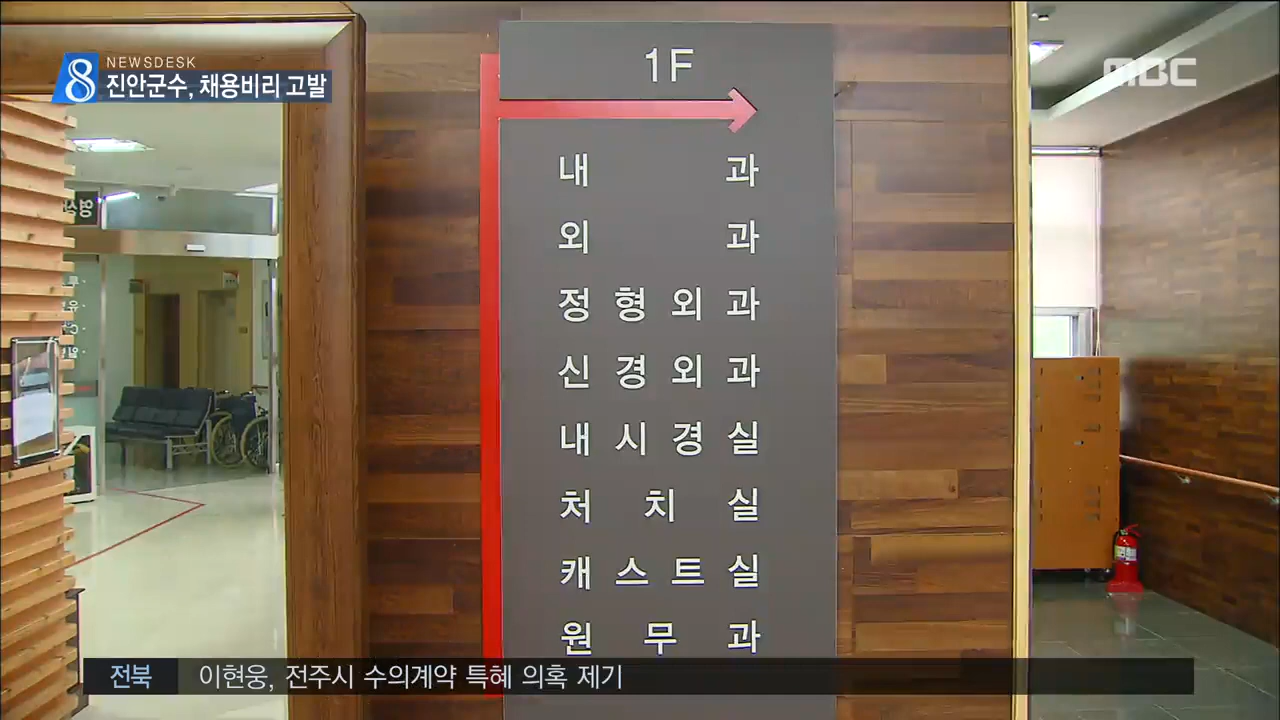 8 NEWSDESK
진안군수, 채용비리 고발
MBC
1F
내 과
외 과
정형외과
신경외과
내시경실
처치실
캐스트실
원무과
전북 이현웅, 전주시 수의계약 특혜 의혹 제기